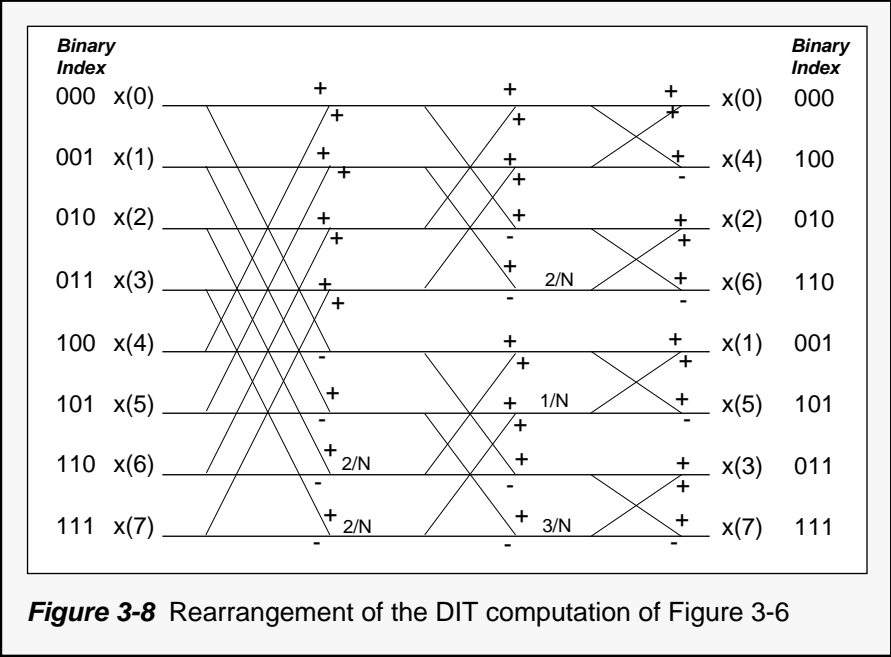 Binary Index Binary Index
000 x(0) + + + + + + x(0) 000
001 x(1) + + + + + - x(4) 100
010 x(2) + + + - + + x(2) 010
011 x(3) + + + - 2/N + - x(6) 110
100 x(4) - + + + + x(1) 001
101 x(5) + - + + 1/N + - x(5) 101
110 x(6) + - 2/N + - + + x(3) 011
111 x(7) + - 2/N + - 3/N + - x(7) 111
Figure 3-8 Rearrangement of the DIT computation of Figure 3-6